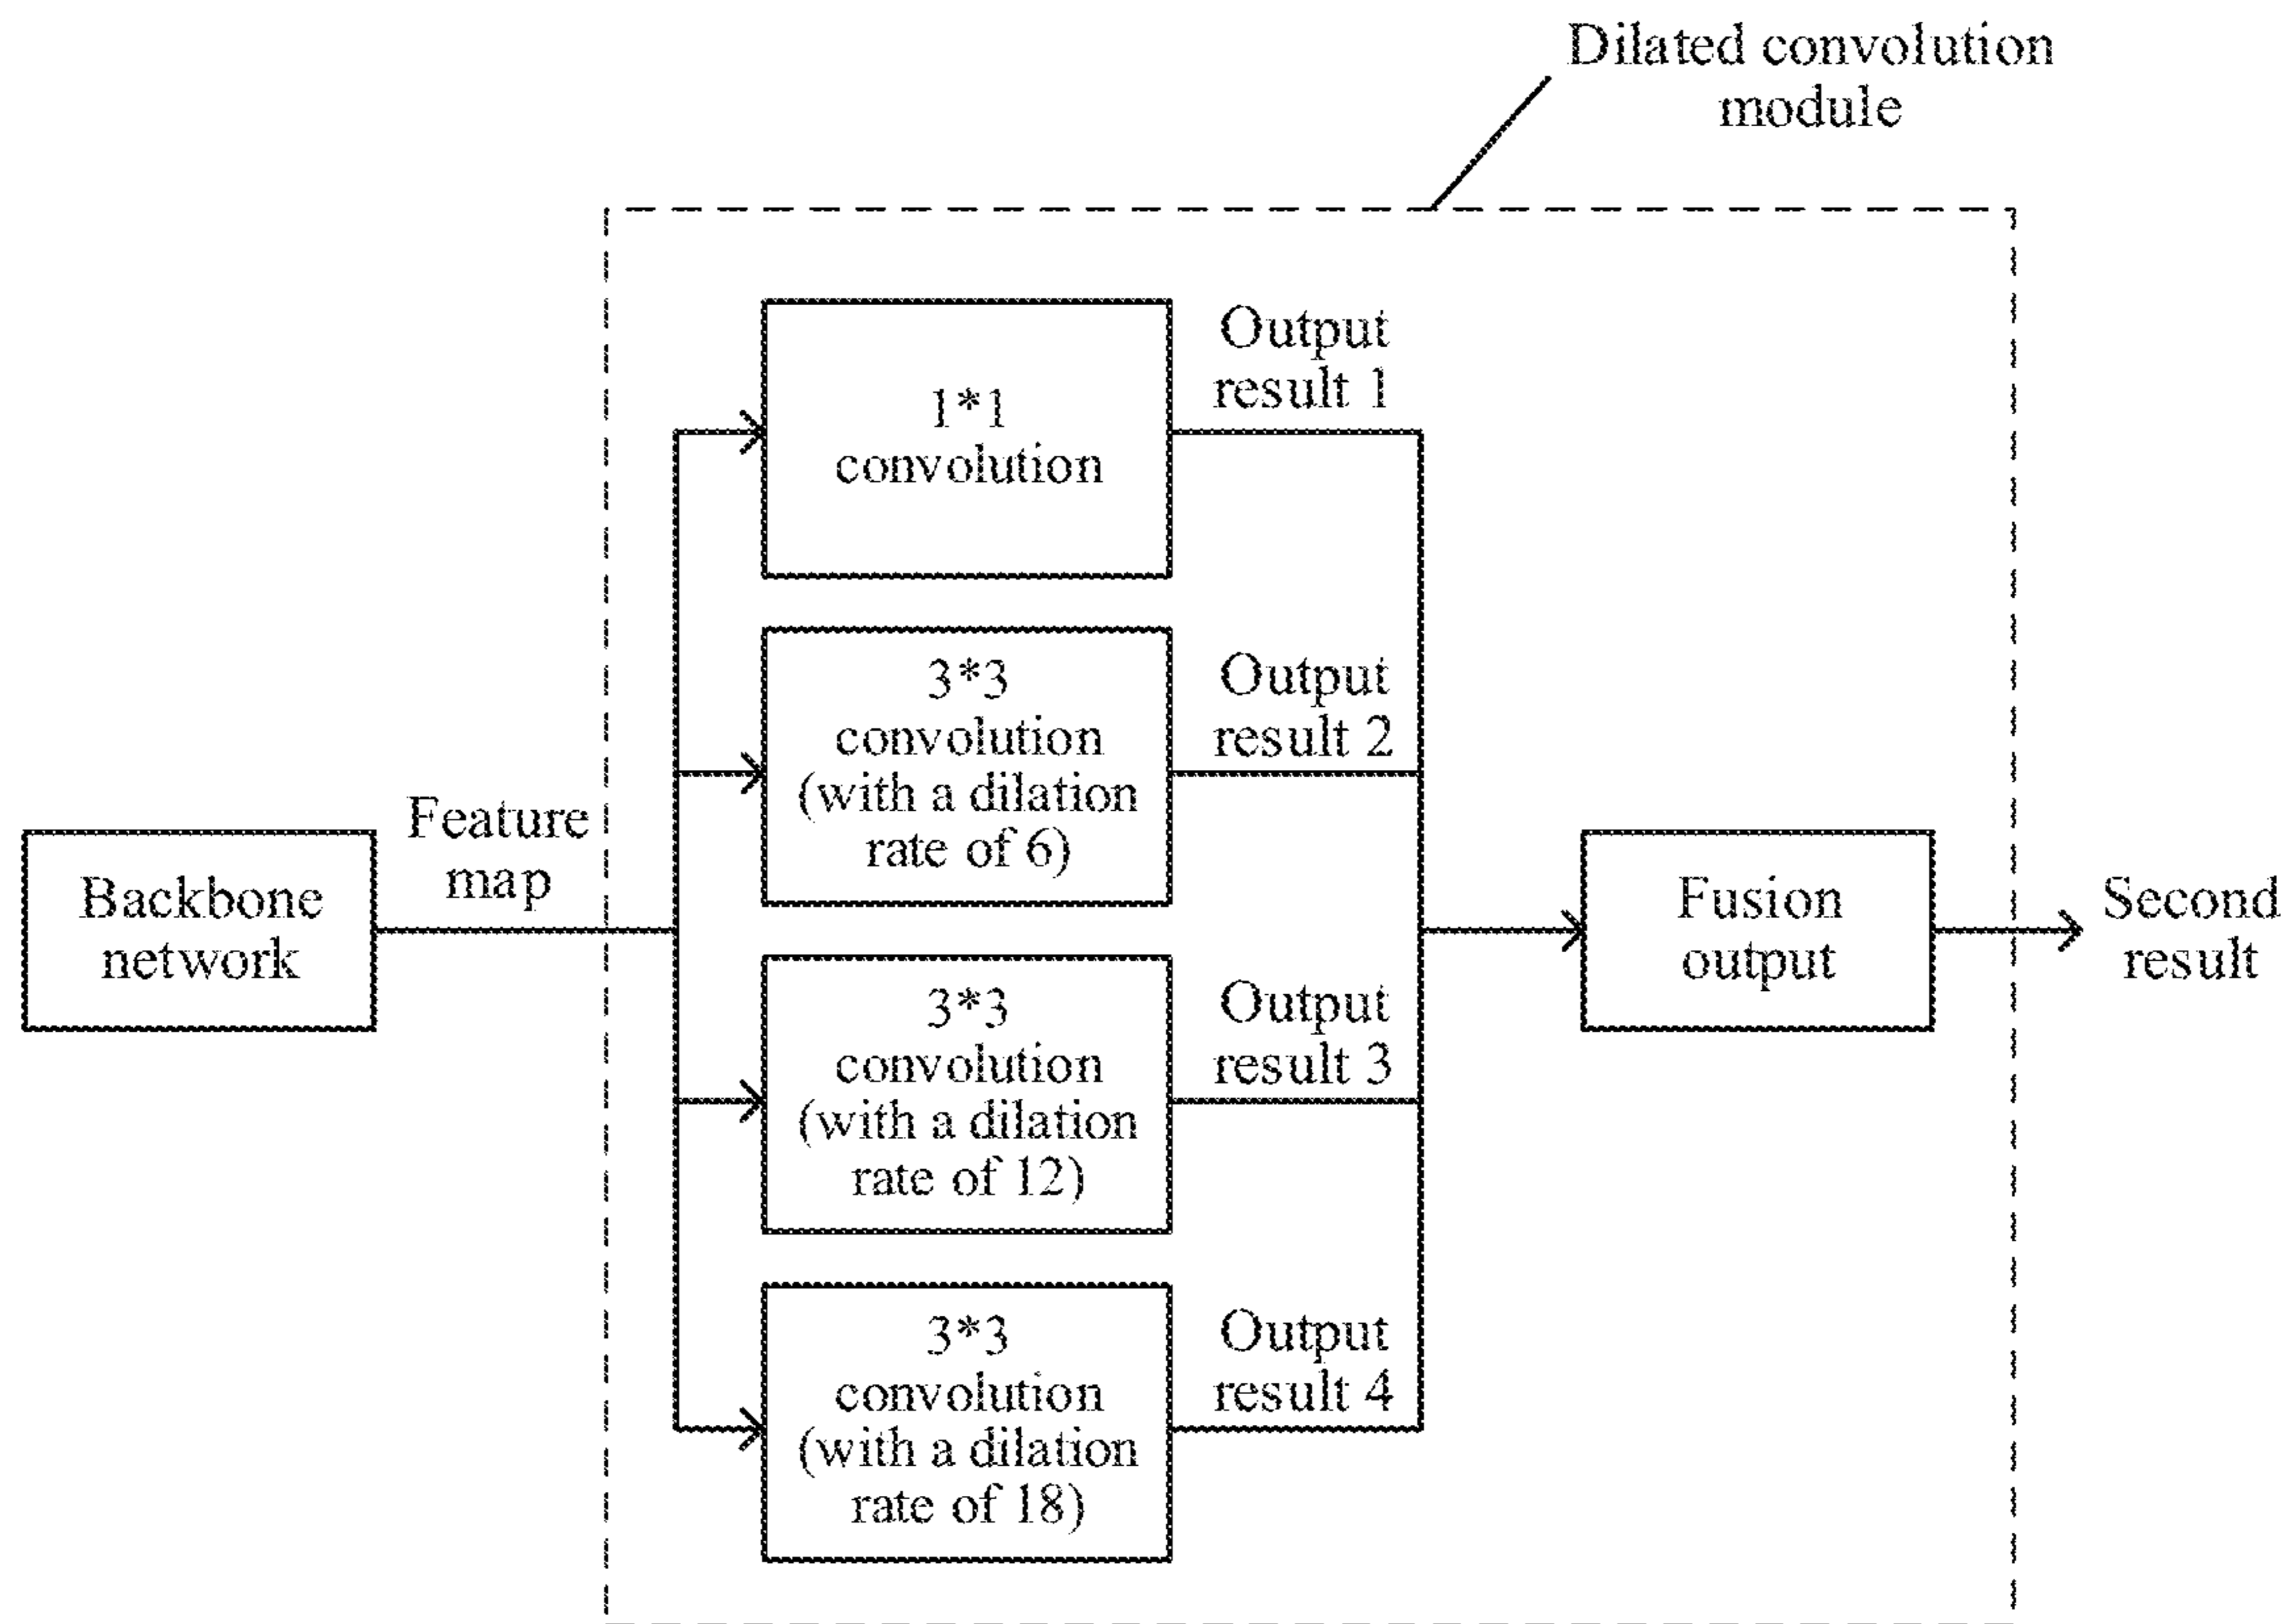 Dilated convolution
module
Output
result 1
1*1
convolution
3*3
convolution
(with a dilation
rate of 6)
Output
result 2
Feature
map
Backbone
network
Fusion
output
Second
result
3*3
convolution
(with a dilation
rate of 12)
Output
result 3
3*3
convolution
(with a dilation
rate of 18)
Output
result 4